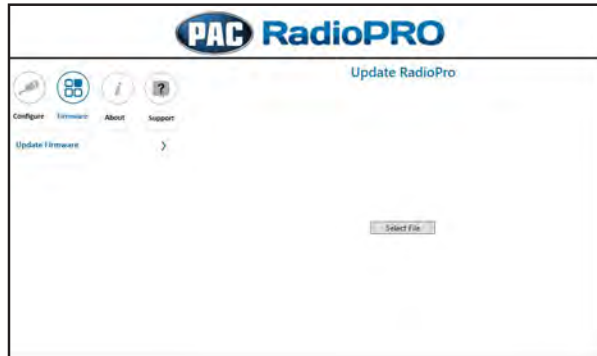 PAC RadioPRO
Update RadioPro
Configure Firmware About Support
Update Firmware
Select File